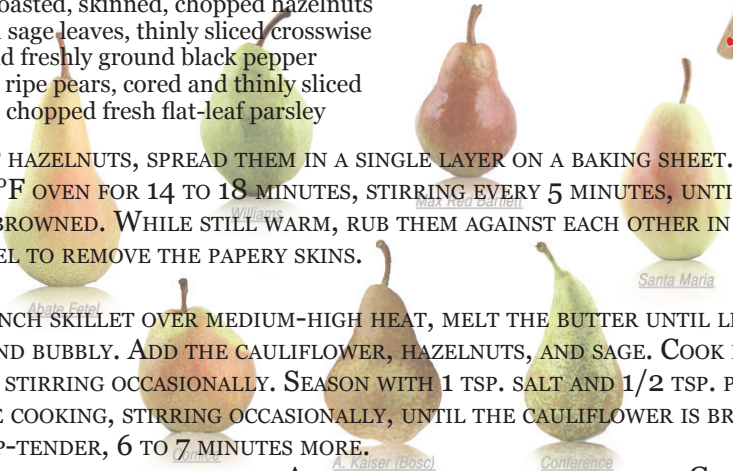 oasted, skinned, chopped hazelnuts
sage leaves, thinly sliced crosswise
d freshly ground black pepper
ripe pears, cored and thinly sliced
chopped fresh flat-leaf parsley
HAZELNUTS, SPREAD THEM IN A SINGLE LAYER ON A BAKING SHEET.
°F OVEN FOR 14 TO 18 MINUTES, STIRRING EVERY 5 MINUTES, UNTI
Williams
Max Red Bartlett
BROWNED. WHILE STILL WARM, RUB THEM AGAINST EACH OTHER IN
EL TO REMOVE THE PAPERY SKINS.
Santa Maria
Abate Fetel
NCH SKILLET OVER MEDIUM-HIGH HEAT, MELT THE BUTTER UNTIL LI
ND BUBBLY. ADD THE CAULIFLOWER, HAZELNUTS, AND SAGE. COOK
STIRRING OCCASIONALLY. SEASON WITH 1 TSP. SALT AND 1/2 TSP. P
E COOKING, STIRRING OCCASIONALLY, UNTIL THE CAULIFLOWER IS BR
P-TENDER, 6 TO 7 MINUTES MORE.
Comice
A. Kaiser (Bosc)
Conference